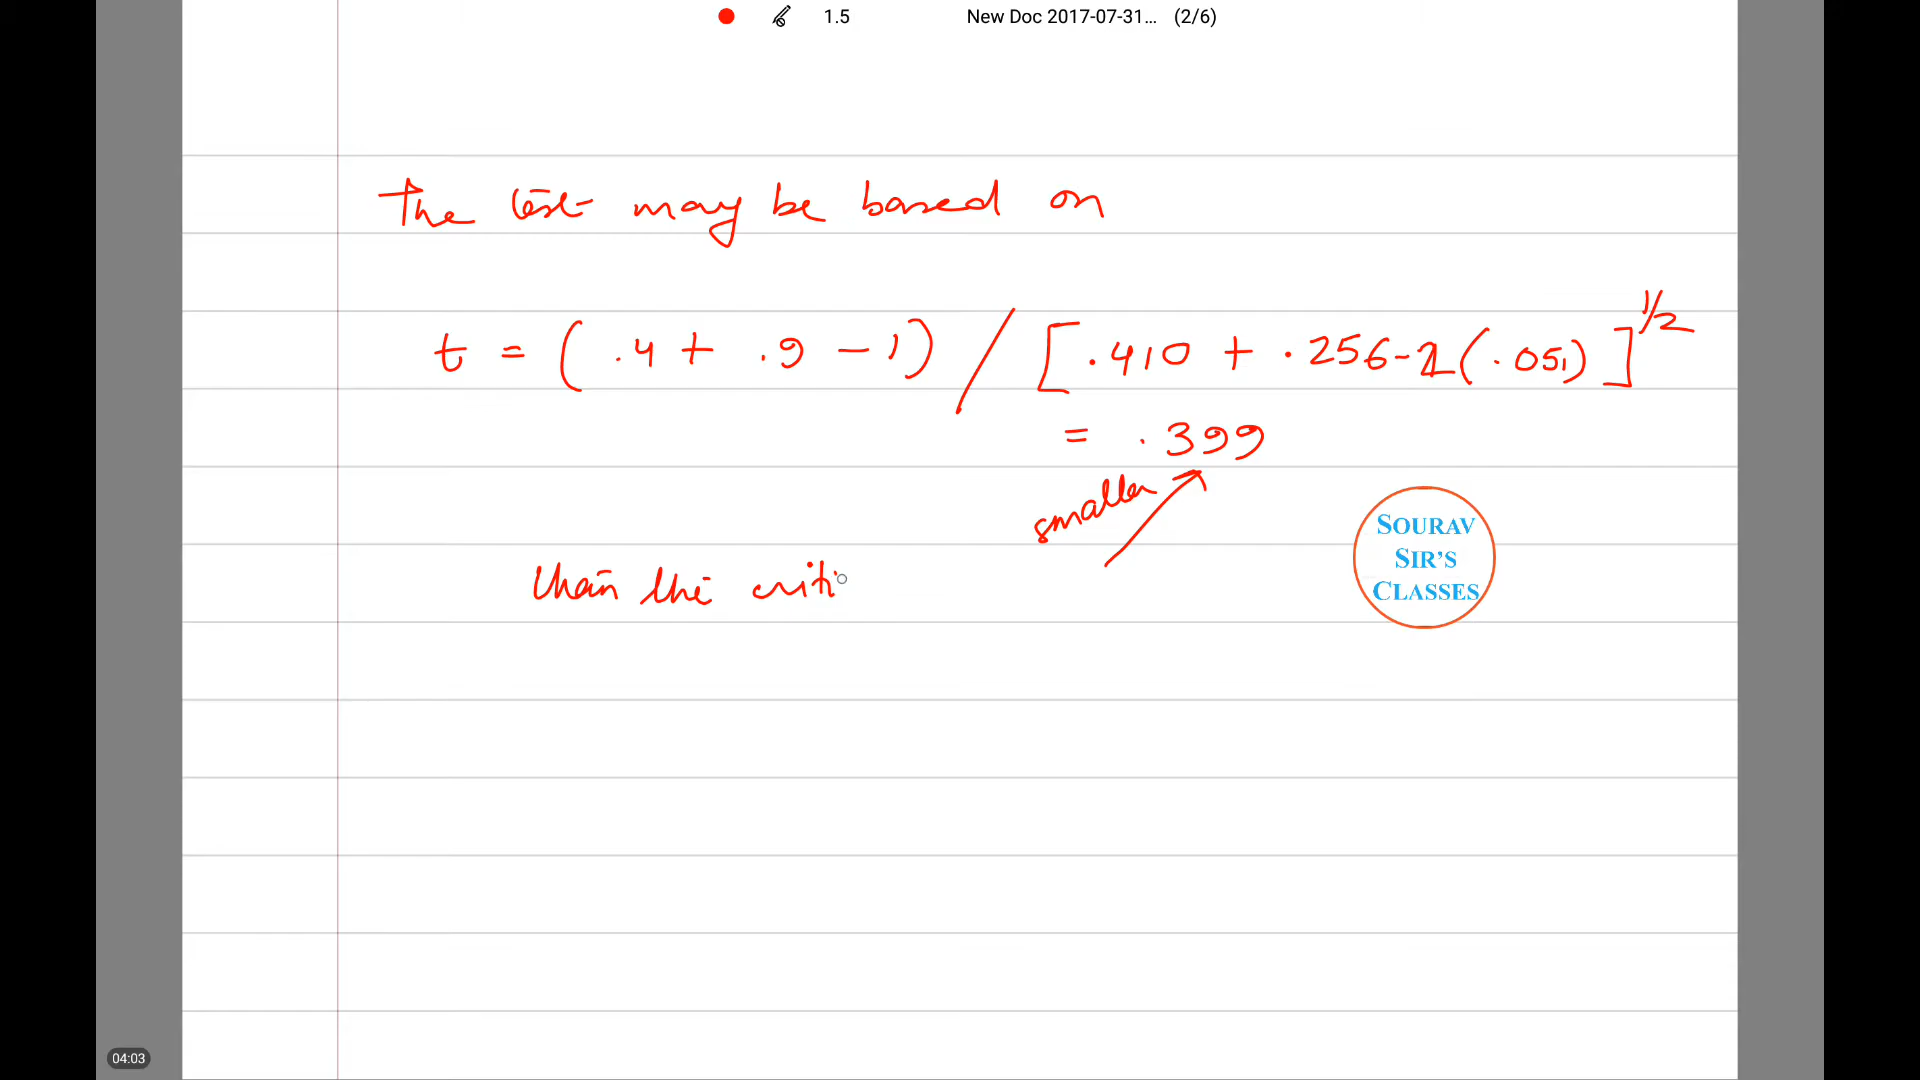 1.5 New Doc 2017-07-31... (2/6)
The test may be based on
t = (.4 + .9 - 1) / [.410 + .256 - 2(.051)]^1/2
= .399
smaller
than the criti
SOURAV
SIR'S
CLASSES
04:03